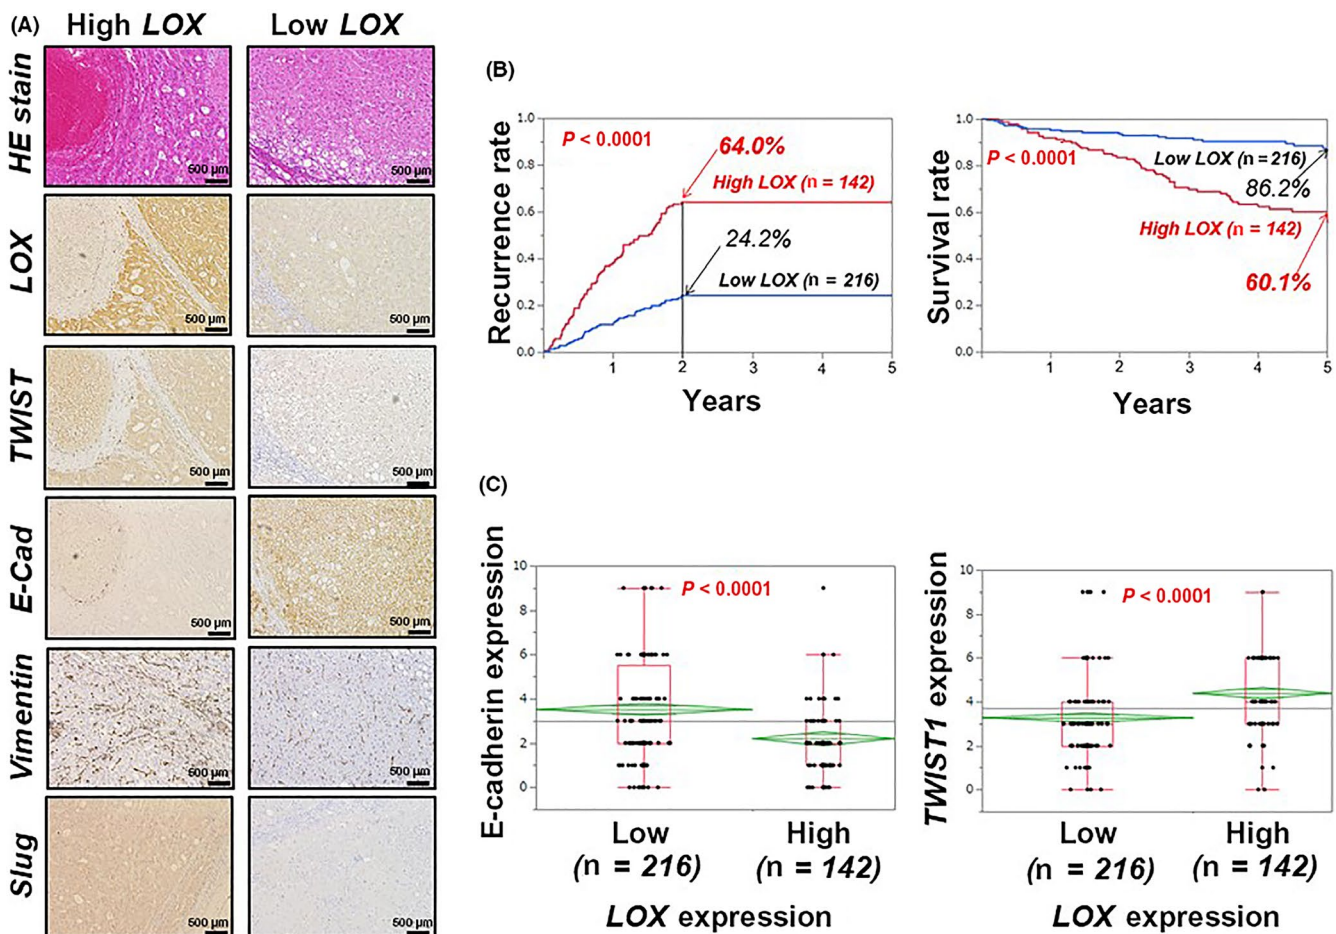 (A)
High LOX
Low LOX
HE stain
500 µm
500 µm
LOX
500 µm
500 µm
TWIST
500 µm
500 µm
E-Cad
500 µm
500 µm
Vimentin
500 µm
500 µm
Slug
500 µm
500 µm
(B)
Recurrence rate
1.0
0.8
0.6
0.4
0.2
0.0
P < 0.0001
64.0%
High LOX (n = 142)
24.2%
Low LOX (n = 216)
1
2
3
4
5
Years
Survival rate
1.0
0.8
0.6
0.4
0.2
0.0
P < 0.0001
Low LOX (n = 216)
86.2%
High LOX (n = 142)
60.1%
1
2
3
4
5
Years
(C)
E-cadherin expression
10
8
6
4
2
0
P < 0.0001
Low
(n = 216)
High
(n = 142)
LOX expression
TWIST1 expression
10
8
6
4
2
0
P < 0.0001
Low
(n = 216)
High
(n = 142)
LOX expression